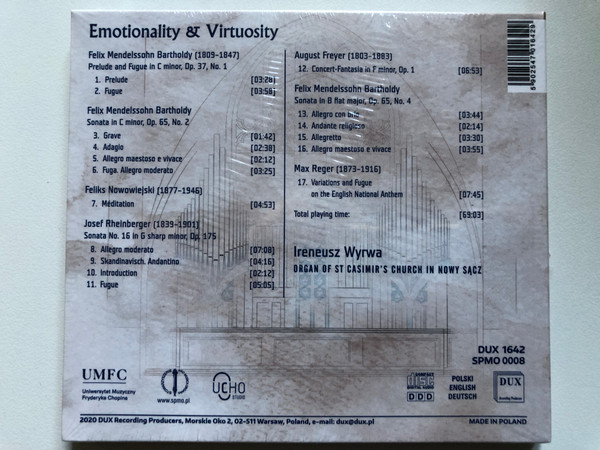 Emotionality & Virtuosity
Felix Mendelssohn Bartholdy (1809-1847)
Prelude and Fugue in C minor, Op. 37, No. 1
1. Prelude [03:28]
2. Fugue [03:58]
Felix Mendelssohn Bartholdy
Sonata in C minor, Op. 65, No. 2
3. Grave [01:42]
4. Adagio [02:38]
5. Allegro maestoso e vivace [02:12]
6. Fuga. Allegro moderato [03:25]
Feliks Nowowiejski (1877-1946)
7. Méditation [04:53]
Josef Rheinberger (1839-1901)
Sonata No. 16 in G sharp minor, Op. 175
8. Allegro moderato [07:08]
9. Skandinavisch. Andantino [04:16]
10. Introduction [02:12]
11. Fugue [05:05]
August Freyer (1803-1883)
12. Concert-Fantasia in F minor, Op. 1 [06:53]
Felix Mendelssohn Bartholdy
Sonata in B flat major, Op. 65, No. 4
13. Allegro con brio [03:44]
14. Andante religioso [02:14]
15. Allegretto [03:30]
16. Allegro maestoso e vivace [03:55]
Max Reger (1873-1916)
17. Variations and Fugue
on the English National Anthem [07:45]
Total playing time: [69:03]
Ireneusz Wyrwa
ORGAN OF ST CASIMIR'S CHURCH IN NOWY SĄCZ
5 902547 016429
DUX 1642
SPMO 0008
UMFC
Uniwersytet Muzyczny
Fryderyka Chopina
www.spmo.pl
UCHO
STUDIO
COMPACT
disc
DIGITAL AUDIO
DDD
POLSKI
ENGLISH
DEUTSCH
DUX
Recording Producers
2020 DUX Recording Producers, Morskie Oko 2, 02-511 Warsaw, Poland, e-mail: dux@dux.pl
MADE IN POLAND